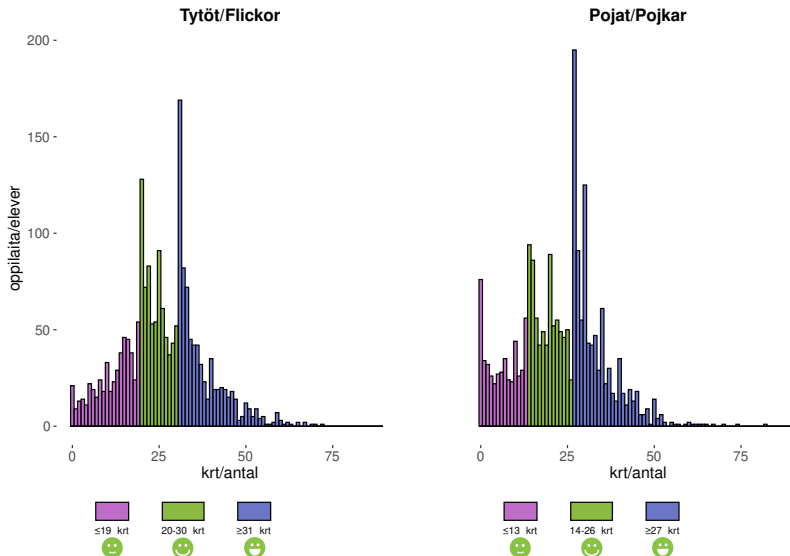 Tytöt/Flickor
Pojat/Pojkar
oppilaita/elever
200
150
100
50
0
0 25 50 75
krt/antal
0 25 50 75
krt/antal
≤19 krt 20-30 krt ≥31 krt
≤13 krt 14-26 krt ≥27 krt